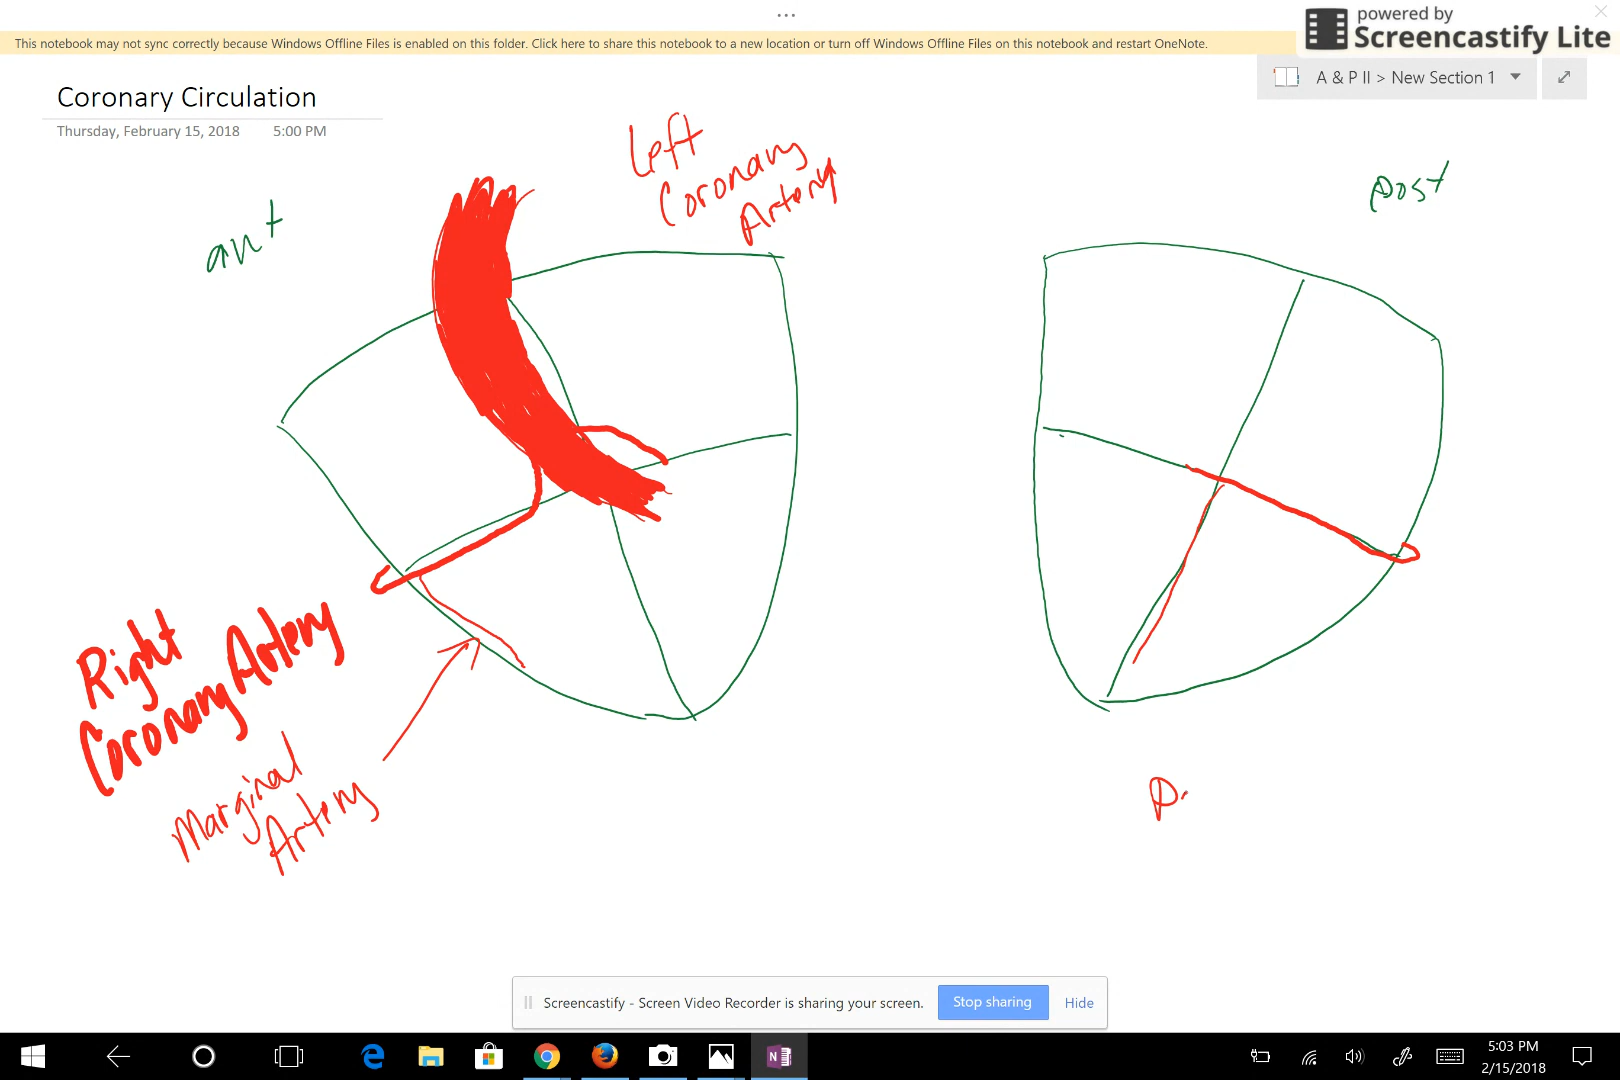 ...
powered by
Screencastify Lite
This notebook may not sync correctly because Windows Offline Files is enabled on this folder. Click here to share this notebook to a new location or turn off Windows Offline Files on this notebook and restart OneNote.
A & P II > New Section 1
Coronary Circulation
Thursday, February 15, 2018 5:00 PM
Left
Coronary
Artery
ant
post
Right
Coronary Artery
Marginal
Artery
P.
Screencastify - Screen Video Recorder is sharing your screen.
Stop sharing
Hide
N
5:03 PM
2/15/2018